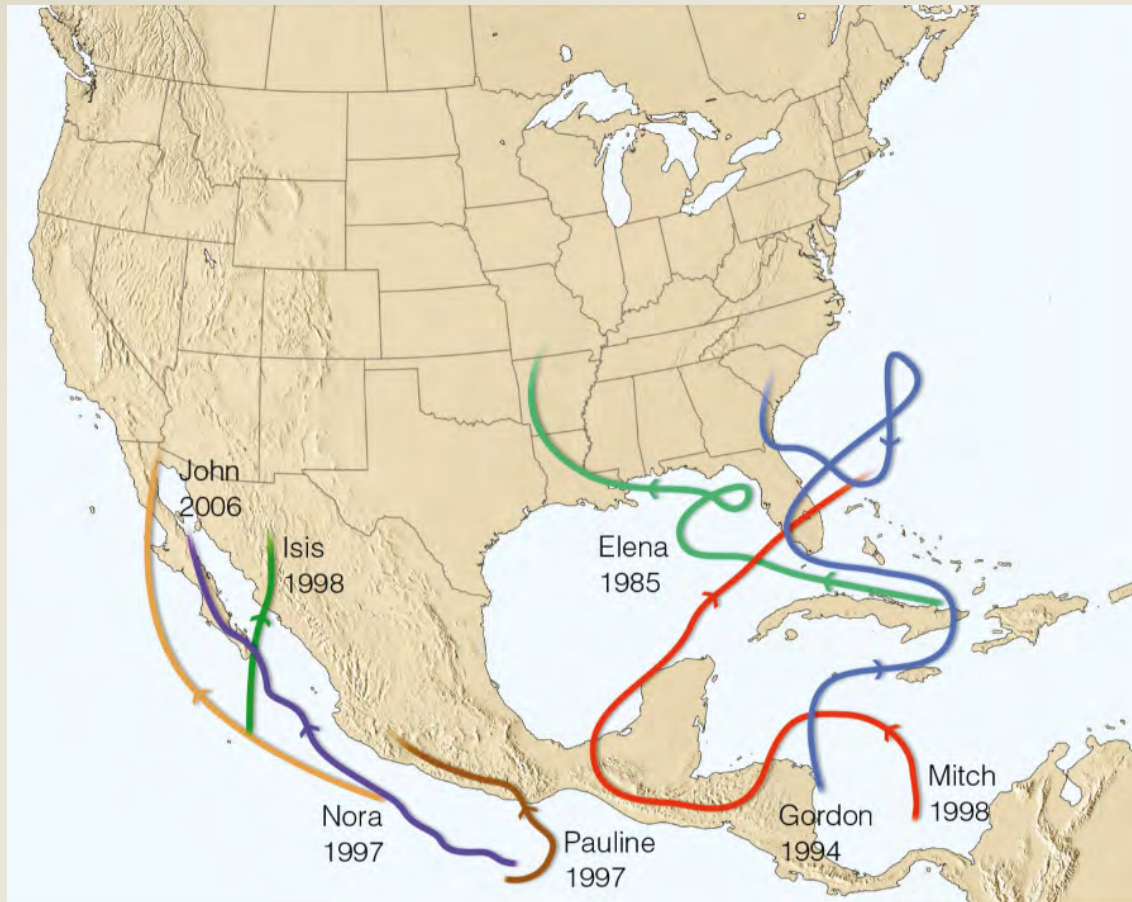 John
2006
Isis
1998
Elena
1985
Nora
1997
Pauline
1997
Gordon
1994
Mitch
1998